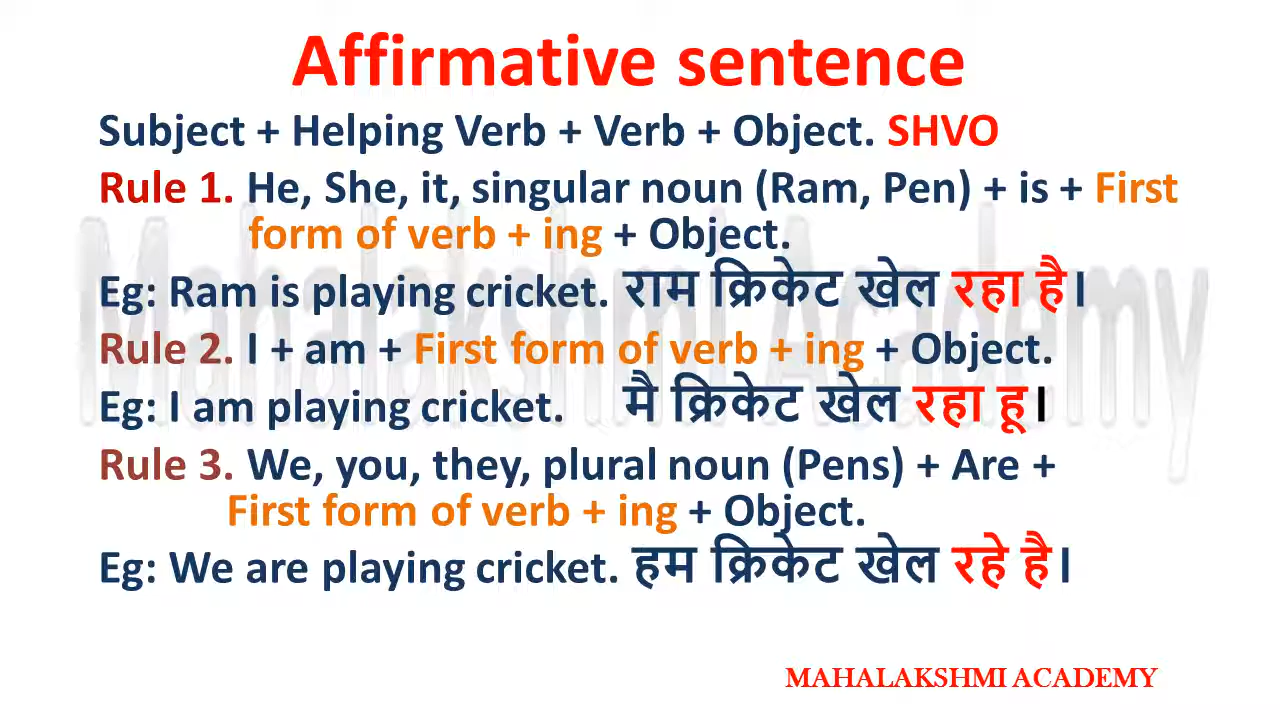 Affirmative sentence
Subject + Helping Verb + Verb + Object. SHVO
Rule 1. He, She, it, singular noun (Ram, Pen) + is + First
form of verb + ing + Object.
Eg: Ram is playing cricket. राम क्रिकेट खेल रहा है।
Rule 2. I + am + First form of verb + ing + Object.
Eg: I am playing cricket. मै क्रिकेट खेल रहा हू।
Rule 3. We, you, they, plural noun (Pens) + Are +
First form of verb + ing + Object.
Eg: We are playing cricket. हम क्रिकेट खेल रहे है।
Mahalakshmi Academy
MAHALAKSHMI ACADEMY